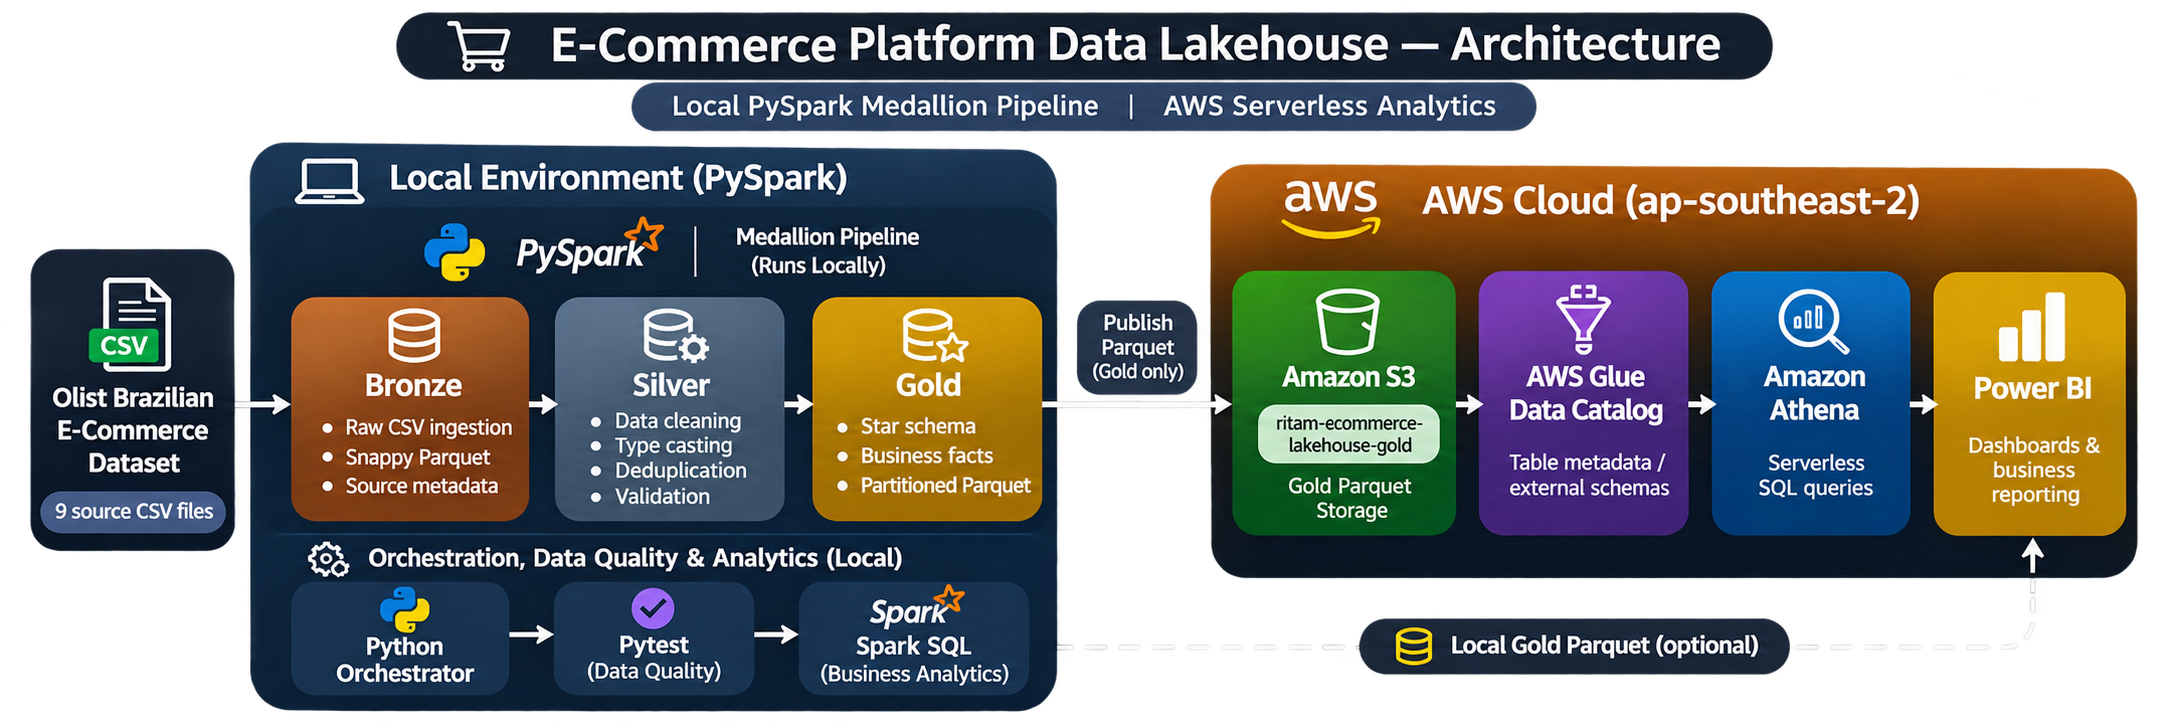 E-Commerce Platform Data Lakehouse — Architecture
Local PySpark Medallion Pipeline | AWS Serverless Analytics
CSV
Olist Brazilian
E-Commerce
Dataset
9 source CSV files
Local Environment (PySpark)
PySpark
Medallion Pipeline
(Runs Locally)
Bronze
• Raw CSV ingestion
• Snappy Parquet
• Source metadata
Silver
• Data cleaning
• Type casting
• Deduplication
• Validation
Gold
• Star schema
• Business facts
• Partitioned Parquet
Orchestration, Data Quality & Analytics (Local)
Python
Orchestrator
Pytest
(Data Quality)
Spark
Spark SQL
(Business Analytics)
Publish
Parquet
(Gold only)
aws
AWS Cloud (ap-southeast-2)
Amazon S3
ritam-ecommerce-
lakehouse-gold
Gold Parquet
Storage
AWS Glue
Data Catalog
Table metadata /
external schemas
Amazon
Athena
Serverless
SQL queries
Power BI
Dashboards &
business
reporting
Local Gold Parquet (optional)